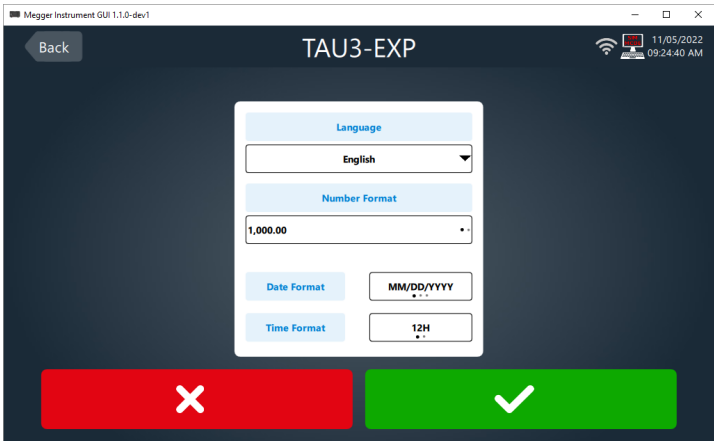 Megger Instrument GUI 1.1.0-dev1
Back
TAU3-EXP
11/05/2022
09:24:40 AM
Language
English
Number Format
1,000.00
Date Format
MM/DD/YYYY
Time Format
12H